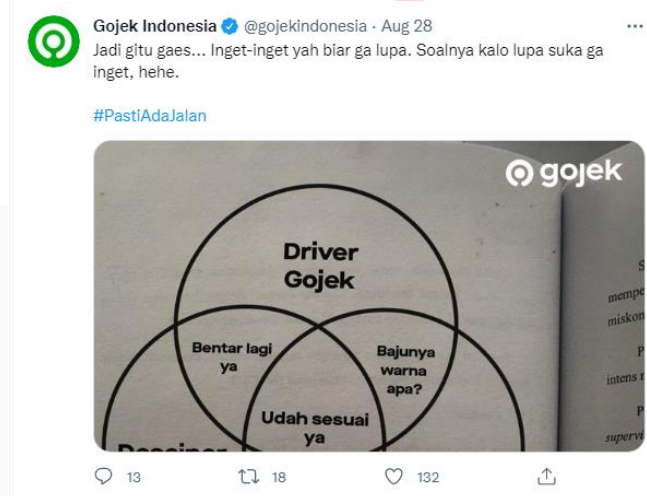 Gojek Indonesia @gojekindonesia · Aug 28
Jadi gitu gaes... Inget-inget yah biar ga lupa. Soalnya kalo lupa suka ga
inget, hehe.
#PastiAdaJalan
gojek
Driver
Gojek
Bentar lagi
ya
Bajunya
warna
apa?
Udah sesuai
ya
S
mempe
miskon
P
intens r
P
supervi
13
18
132